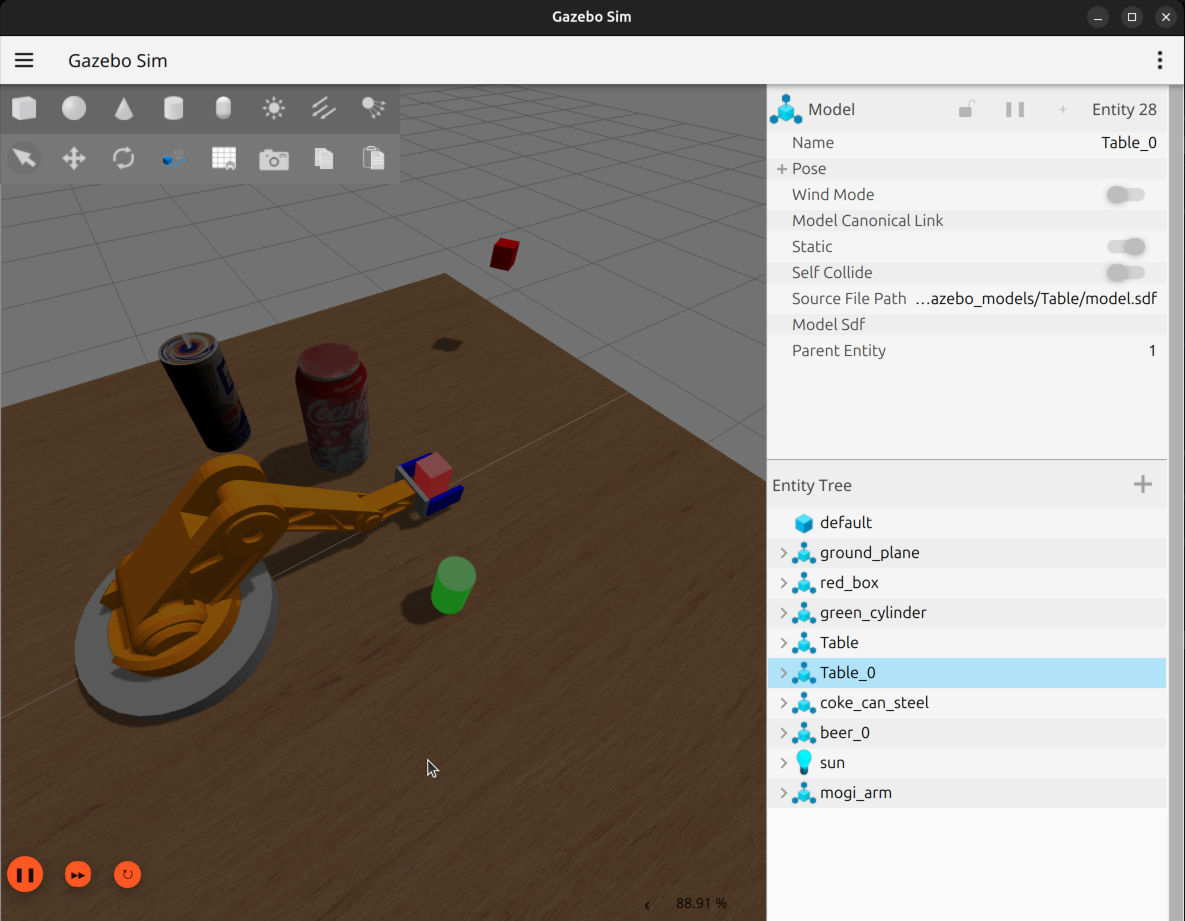 Gazebo Sim
Gazebo Sim
Model
Entity 28
Name
Table_0
Pose
Wind Mode
Model Canonical Link
Static
Self Collide
Source File Path
...azebo_models/Table/model.sdf
Model Sdf
Parent Entity
1
Entity Tree
default
ground_plane
red_box
green_cylinder
Table
Table_0
coke_can_steel
beer_0
sun
mogi_arm
88.91 %